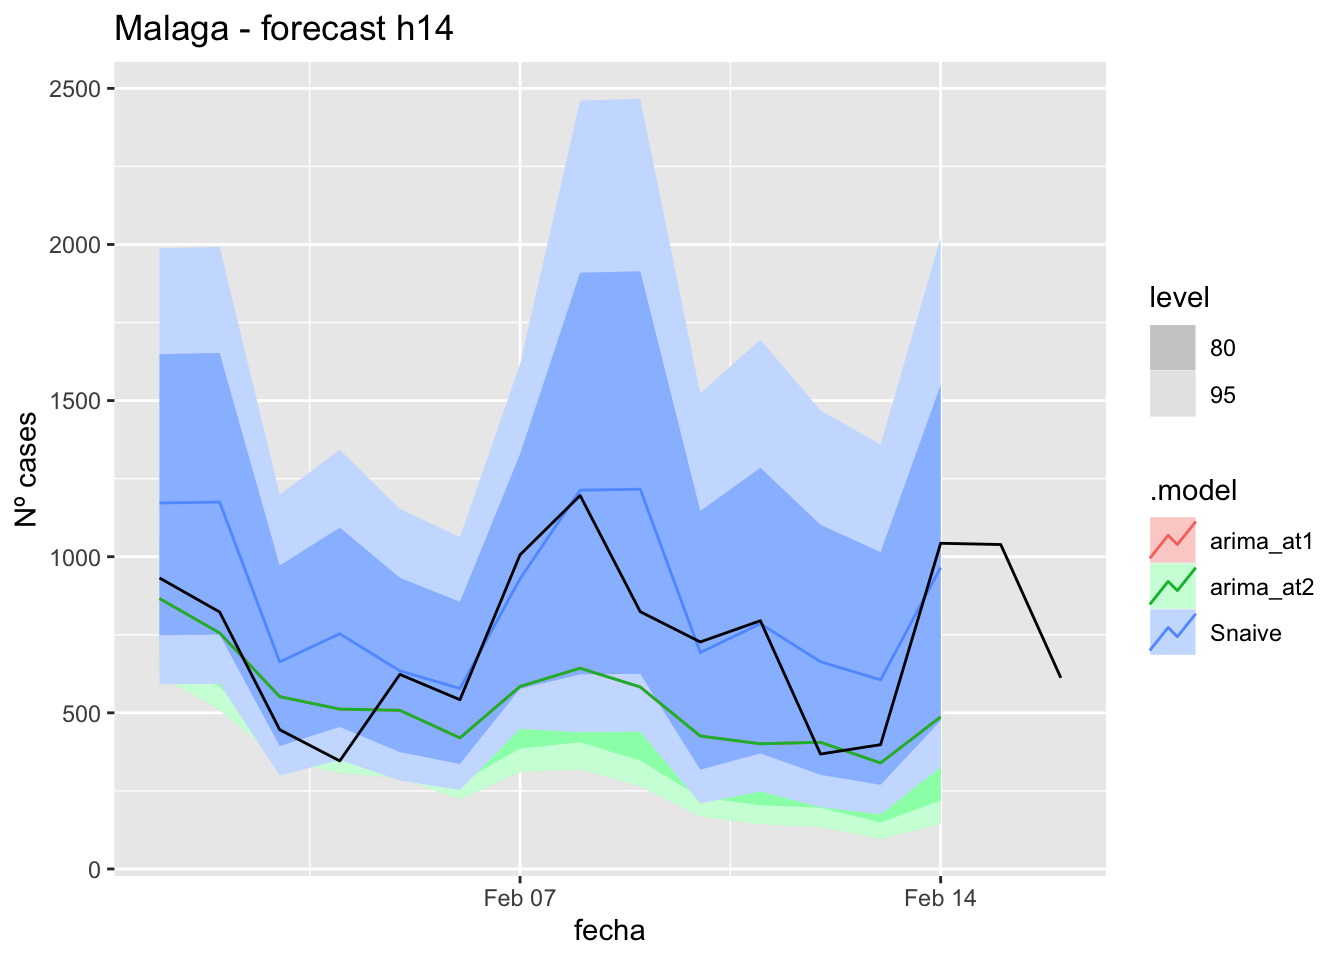 Malaga - forecast h14
2500
2000
1500
1000
500
0
Nº cases
Feb 07
Feb 14
fecha
level
80
95
.model
arima_at1
arima_at2
Snaive